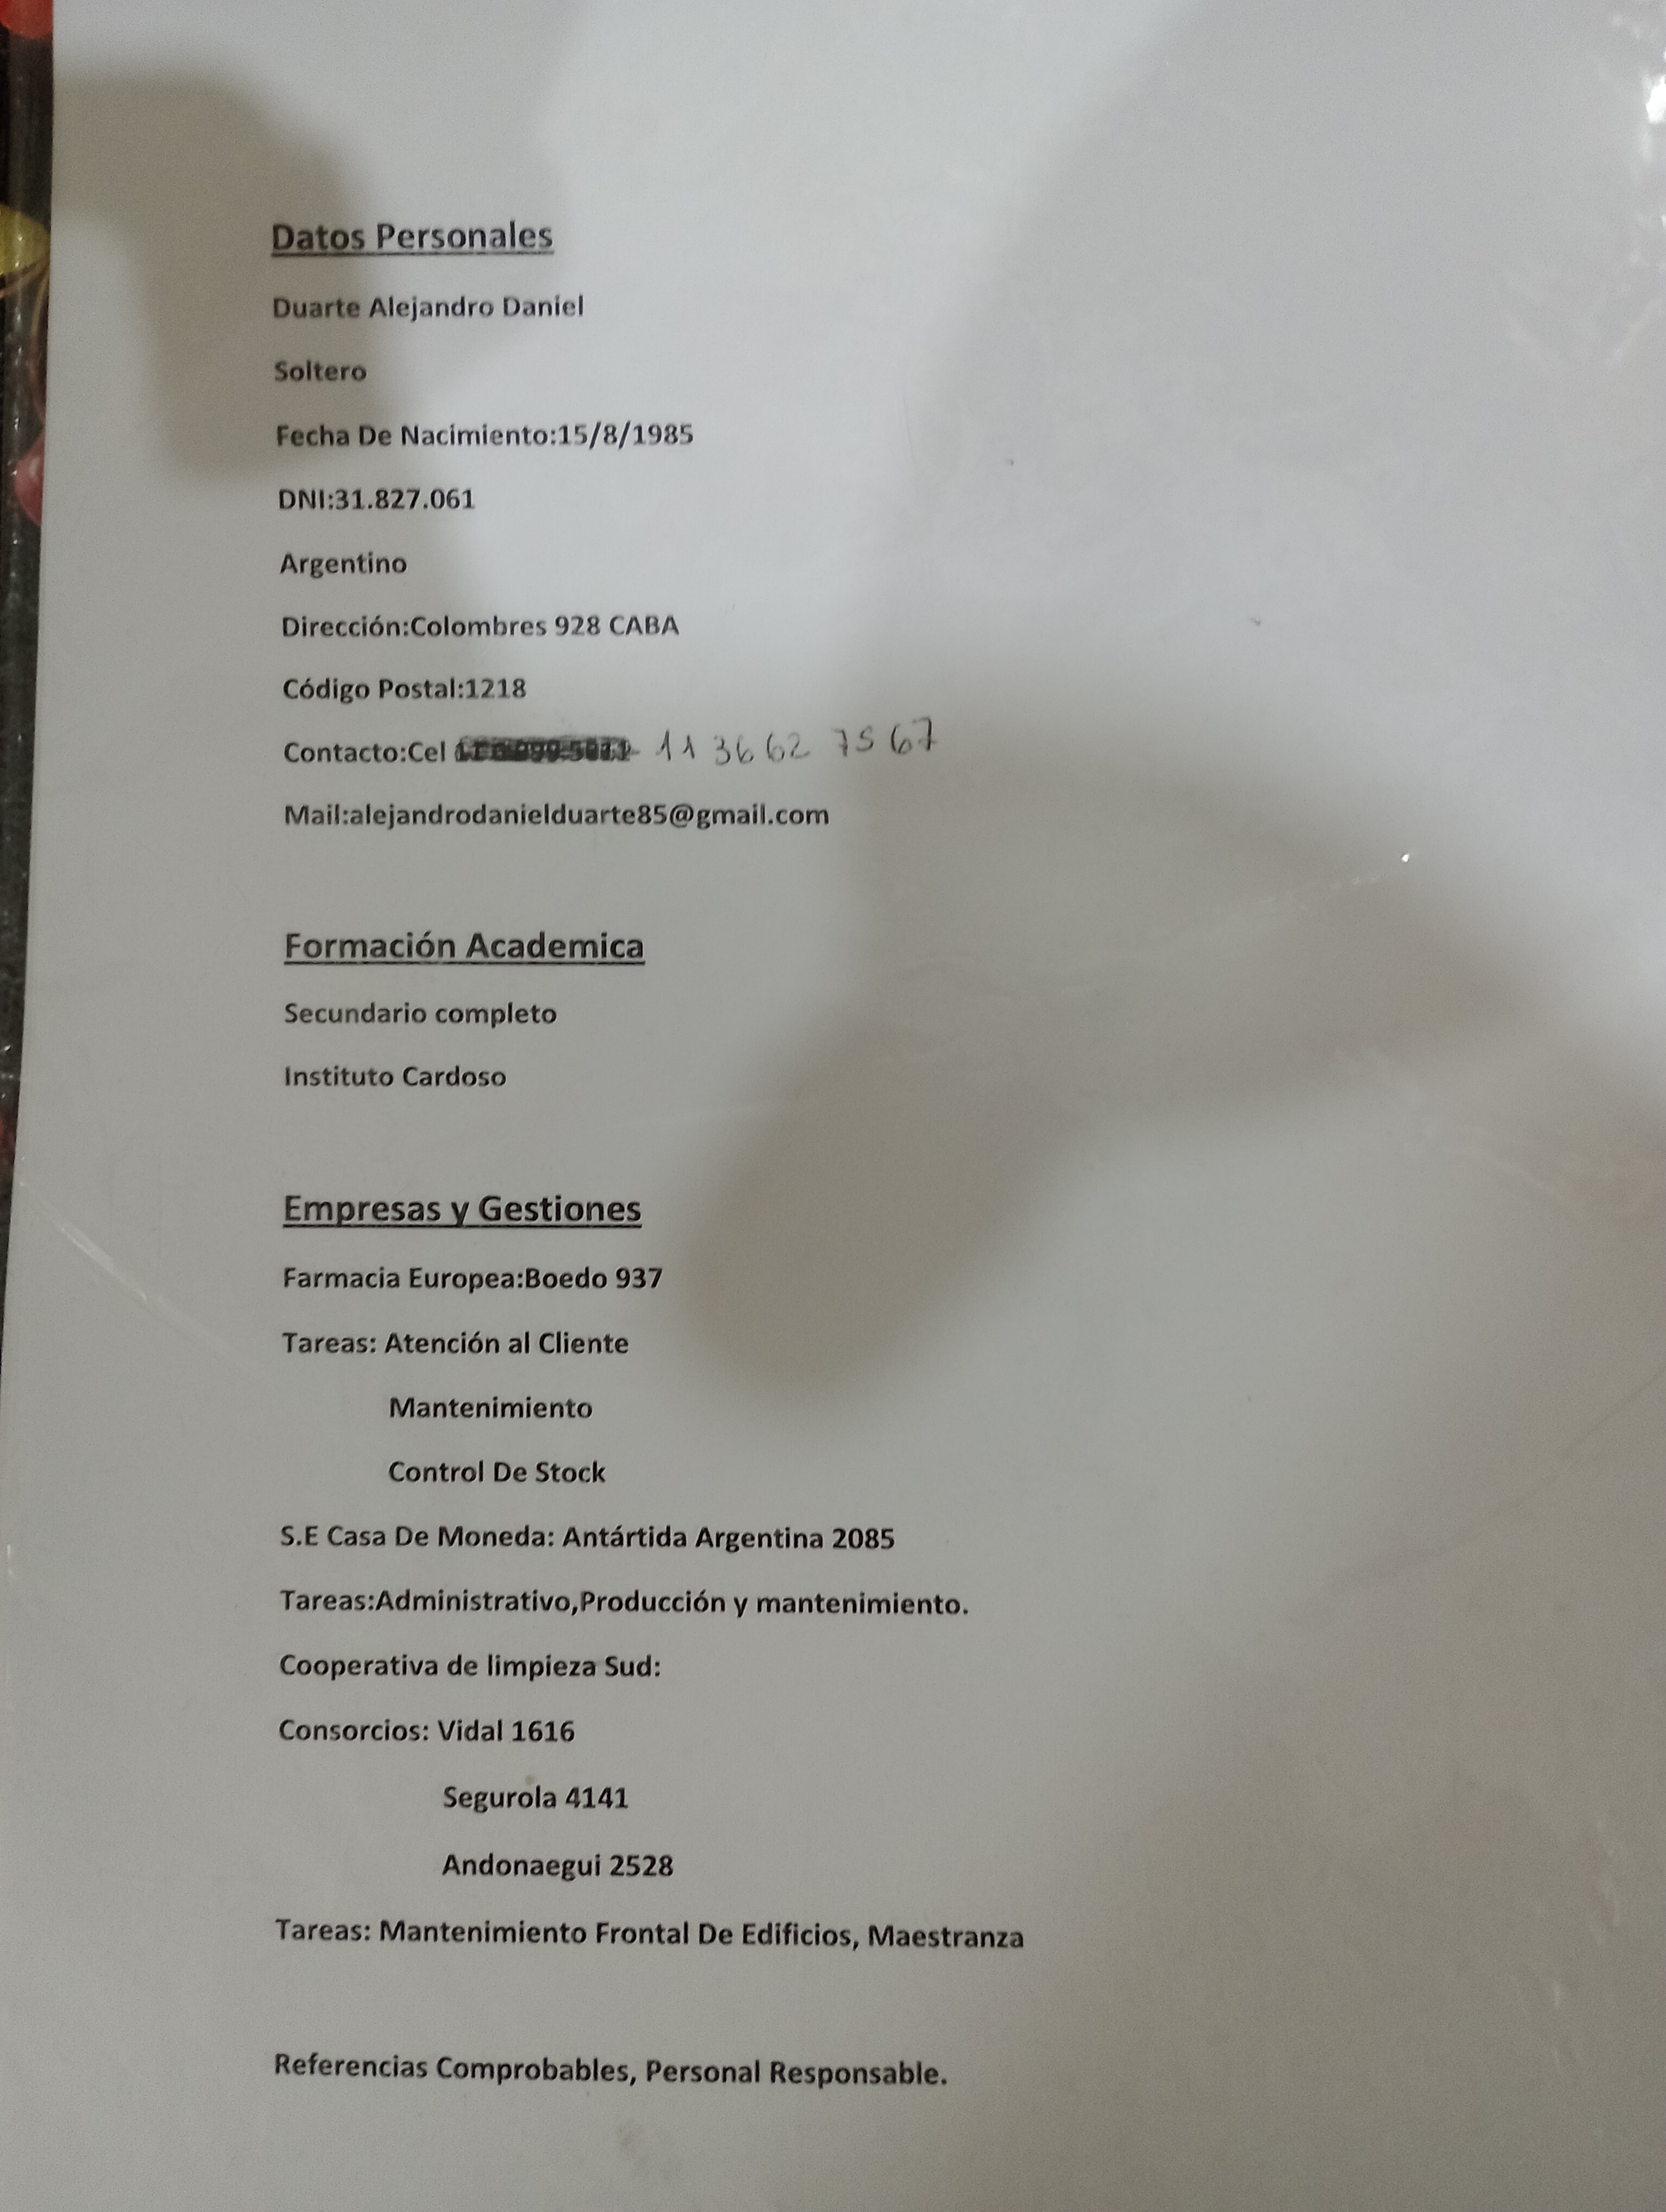 Datos Personales
Duarte Alejandro Daniel
Soltero
Fecha De Nacimiento:15/8/1985
DNI:31.827.061
Argentino
Dirección:Colombres 928 CABA
Código Postal:1218
Contacto:Cel 11 3662 7567
Mail:alejandrodanielduarte85@gmail.com
Formación Academica
Secundario completo
Instituto Cardoso
Empresas y Gestiones
Farmacia Europea:Boedo 937
Tareas: Atención al Cliente
Mantenimiento
Control De Stock
S.E Casa De Moneda: Antártida Argentina 2085
Tareas:Administrativo,Producción y mantenimiento.
Cooperativa de limpieza Sud:
Consorcios: Vidal 1616
Segurola 4141
Andonaegui 2528
Tareas: Mantenimiento Frontal De Edificios, Maestranza
Referencias Comprobables, Personal Responsable.